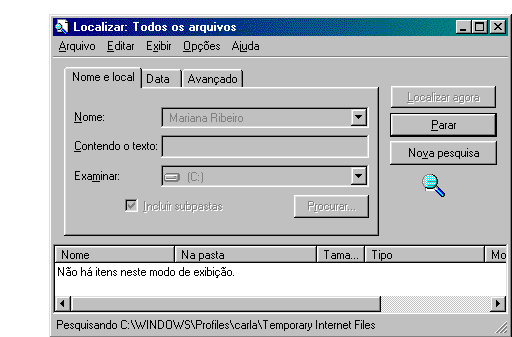 Localizar: Todos os arquivos
Arquivo Editar Exibir Opções Ajuda
Nome e local Data Avançado
Localizar agora
Nome: Mariana Ribeiro
Parar
Contendo o texto:
Nova pesquisa
Examinar: (C:)
Incluir subpastas Procurar...
Nome Na pasta Tama... Tipo Mo
Não há itens neste modo de exibição.
Pesquisando C:\WINDOWS\Profiles\carla\Temporary Internet Files